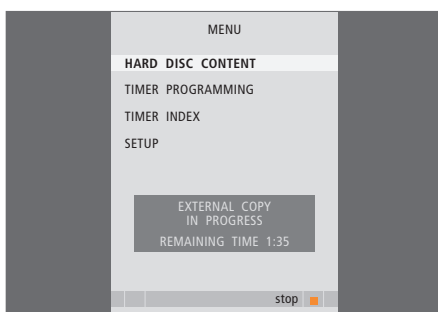 MENU
HARD DISC CONTENT
TIMER PROGRAMMING
TIMER INDEX
SETUP
EXTERNAL COPY
IN PROGRESS
REMAINING TIME 1:35
stop